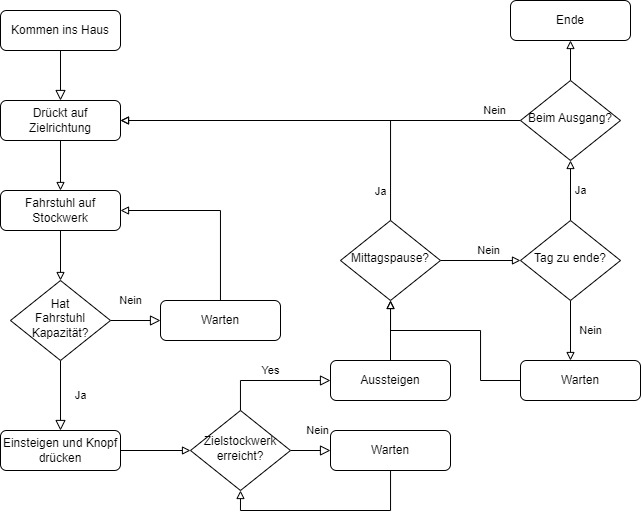 Kommen ins Haus
Ende
Drückt auf
Zielrichtung
Nein
Beim Ausgang?
Ja
Ja
Fahrstuhl auf
Stockwerk
Mittagspause?
Nein
Tag zu ende?
Hat
Fahrstuhl
Kapazität?
Nein
Warten
Nein
Ja
Yes
Aussteigen
Warten
Einsteigen und Knopf
drücken
Zielstockwerk
erreicht?
Nein
Warten